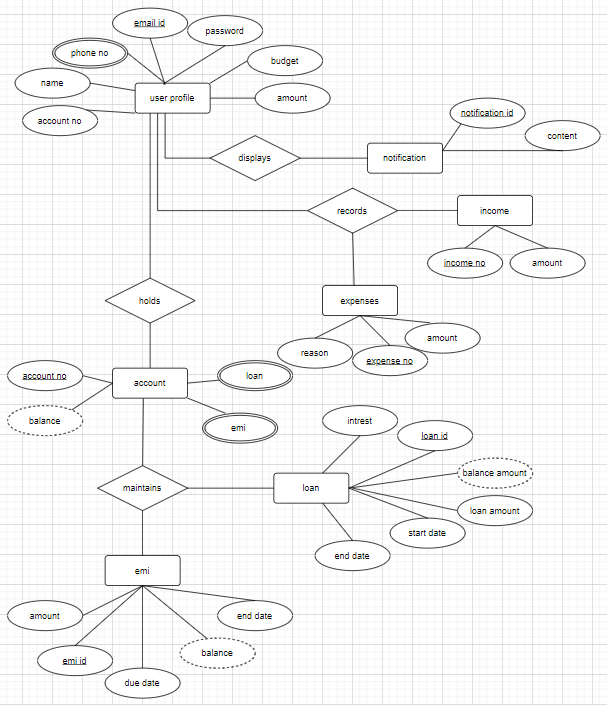 email id
password
phone no
budget
name
user profile
amount
account no
notification id
content
displays
notification
records
income
income no
amount
holds
expenses
amount
reason
expense no
account no
account
loan
balance
emi
intrest
loan id
balance amount
maintains
loan
loan amount
start date
end date
emi
amount
end date
emi id
balance
due date